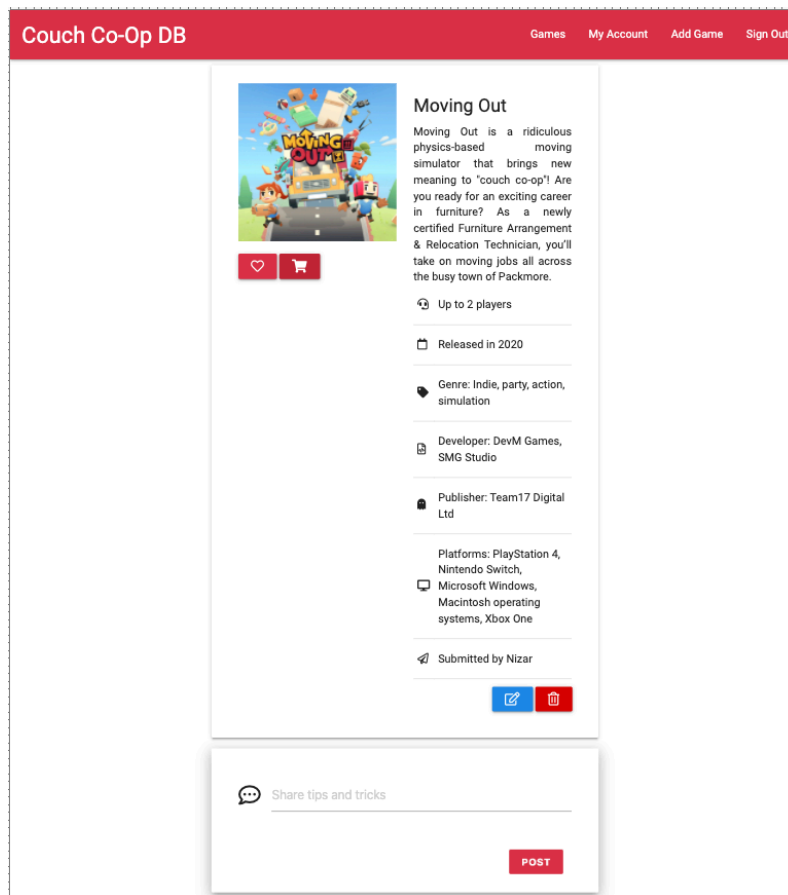 Couch Co-Op DB
Games My Account Add Game Sign Out
MOVING
OUT
Moving Out
Moving Out is a ridiculous
physics-based moving
simulator that brings new
meaning to "couch co-op"! Are
you ready for an exciting career
in furniture? As a newly
certified Furniture Arrangement
& Relocation Technician, you'll
take on moving jobs all across
the busy town of Packmore.
Up to 2 players
Released in 2020
Genre: Indie, party, action,
simulation
Developer: DevM Games,
SMG Studio
Publisher: Team17 Digital
Ltd
Platforms: PlayStation 4,
Nintendo Switch,
Microsoft Windows,
Macintosh operating
systems, Xbox One
Submitted by Nizar
Share tips and tricks
POST